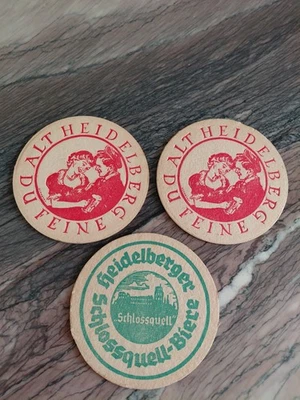 ALT HEIDELBERG DU FEINE
ALT HEIDELBERG DU FEINE
Heidelberger
"Schlossquell"
Schlossquell-Biere